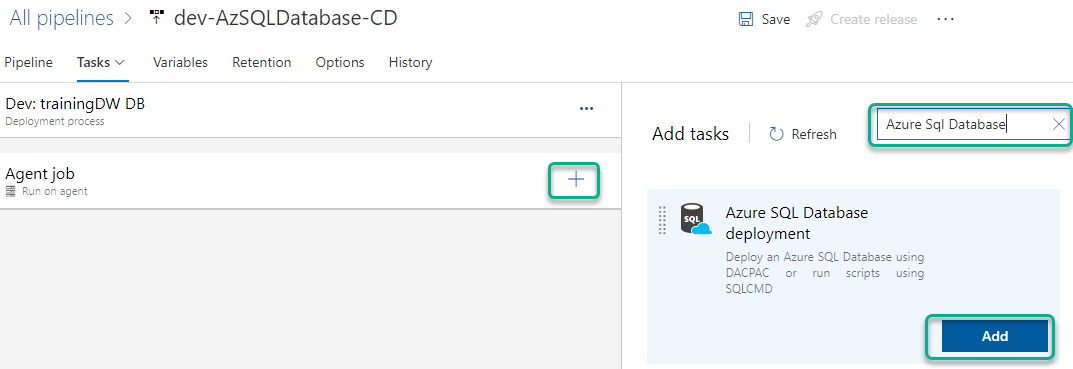 All pipelines > dev-AzSQLDatabase-CD
Save
Create release
...
Pipeline Tasks Variables Retention Options History
Dev: trainingDW DB
...
Deployment process
Add tasks
Refresh
Azure Sql Database
Agent job
Run on agent
SQL
Azure SQL Database
deployment
Deploy an Azure SQL Database using
DACPAC or run scripts using
SQLCMD
Add